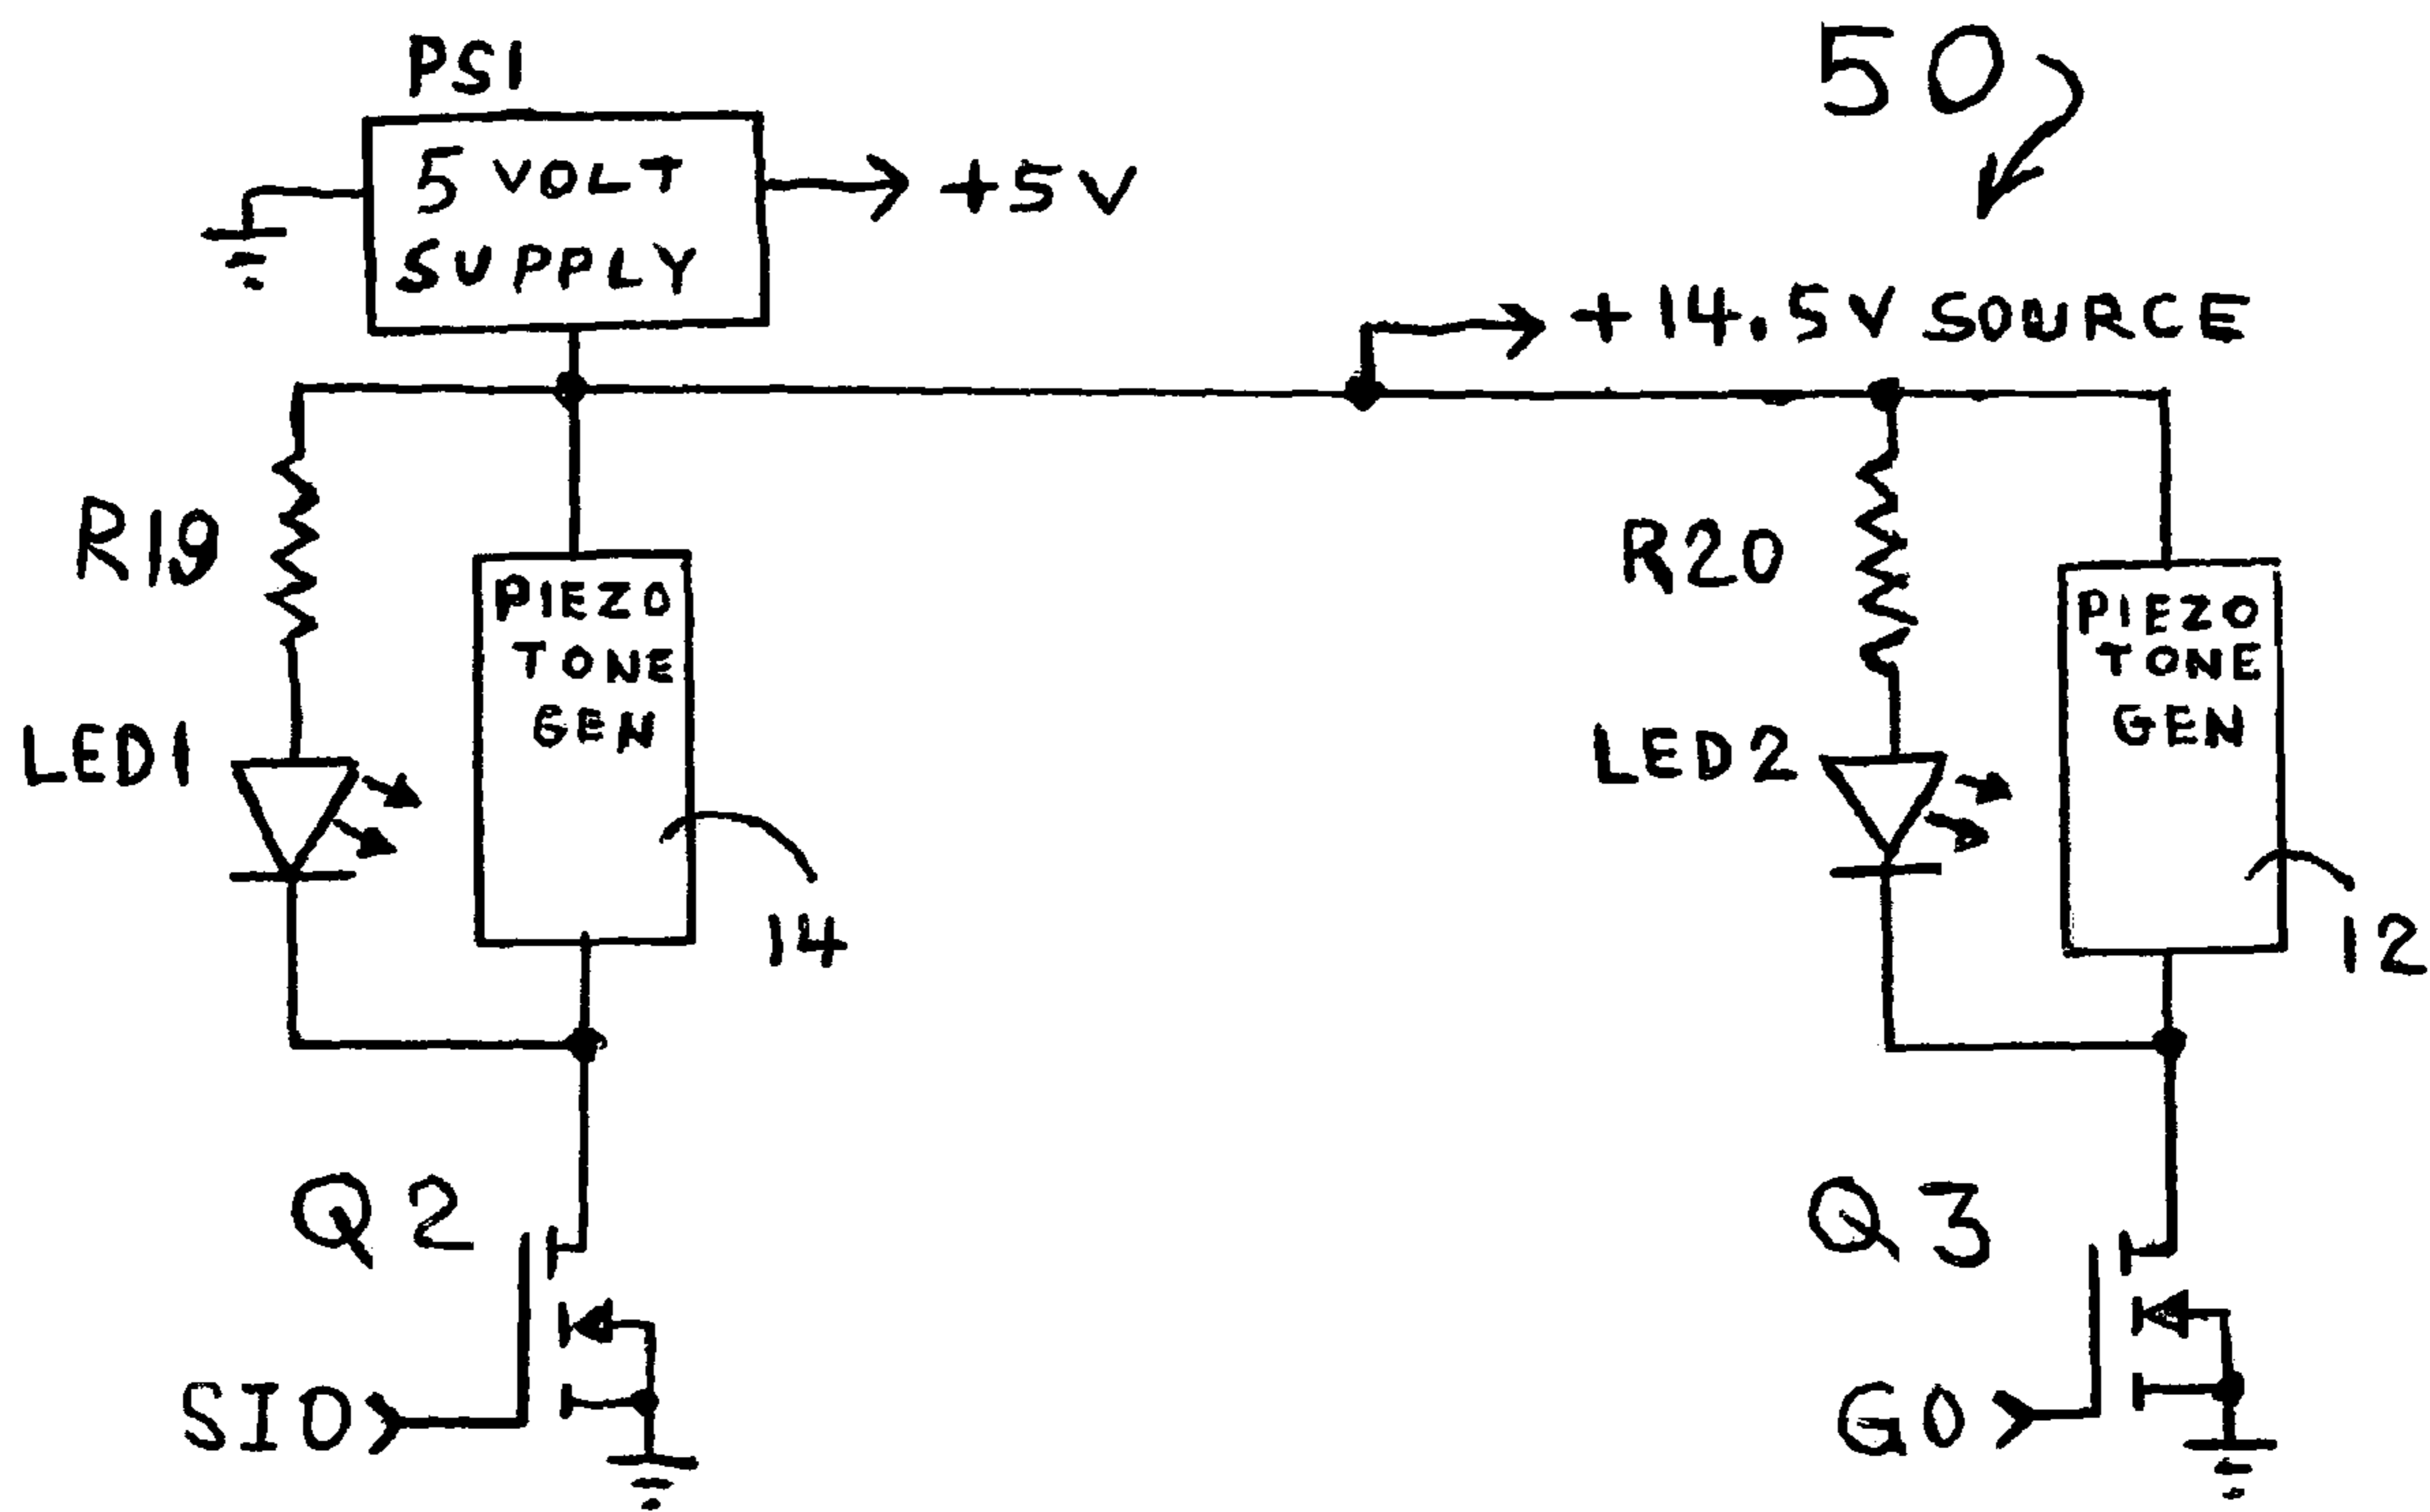 PS1
50
5 VOLT
SUPPLY
+5V
+14.5V SOURCE
R19
PIEZO
TONE
GEN
R20
PIEZO
TONE
GEN
LED1
LED2
14
12
Q2
Q3
SIO
GO